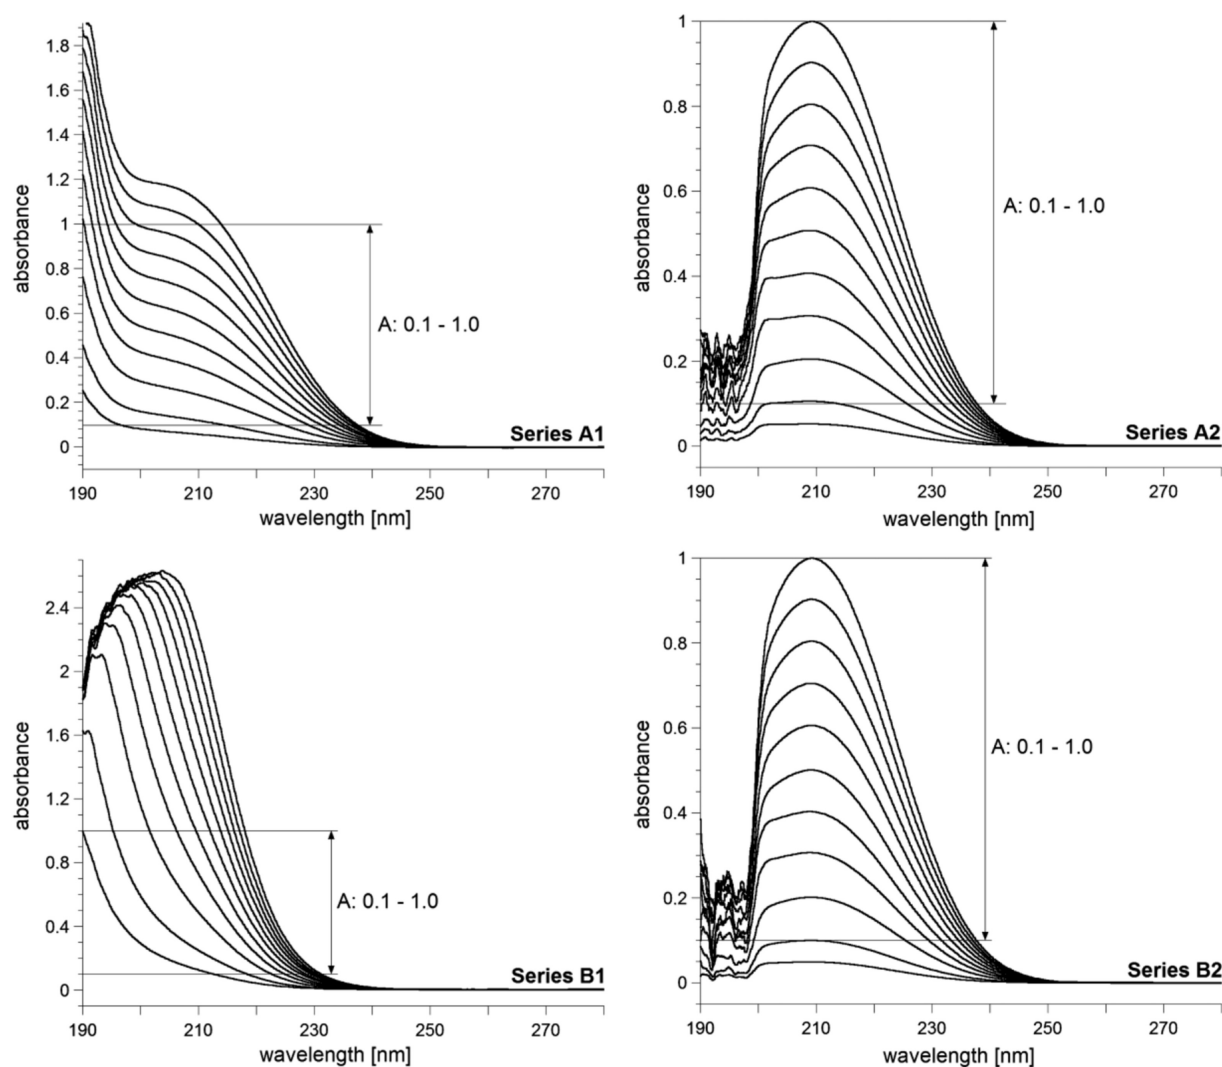 1.8
1.6
1.4
1.2
1
0.8
0.6
0.4
0.2
0
absorbance
A: 0.1 - 1.0
Series A1
190 210 230 250 270
wavelength [nm]
1
0.8
0.6
0.4
0.2
0
absorbance
A: 0.1 - 1.0
Series A2
190 210 230 250 270
wavelength [nm]
2.4
2
1.6
1.2
0.8
0.4
0
absorbance
A: 0.1 - 1.0
Series B1
190 210 230 250 270
wavelength [nm]
1
0.8
0.6
0.4
0.2
0
absorbance
A: 0.1 - 1.0
Series B2
190 210 230 250 270
wavelength [nm]